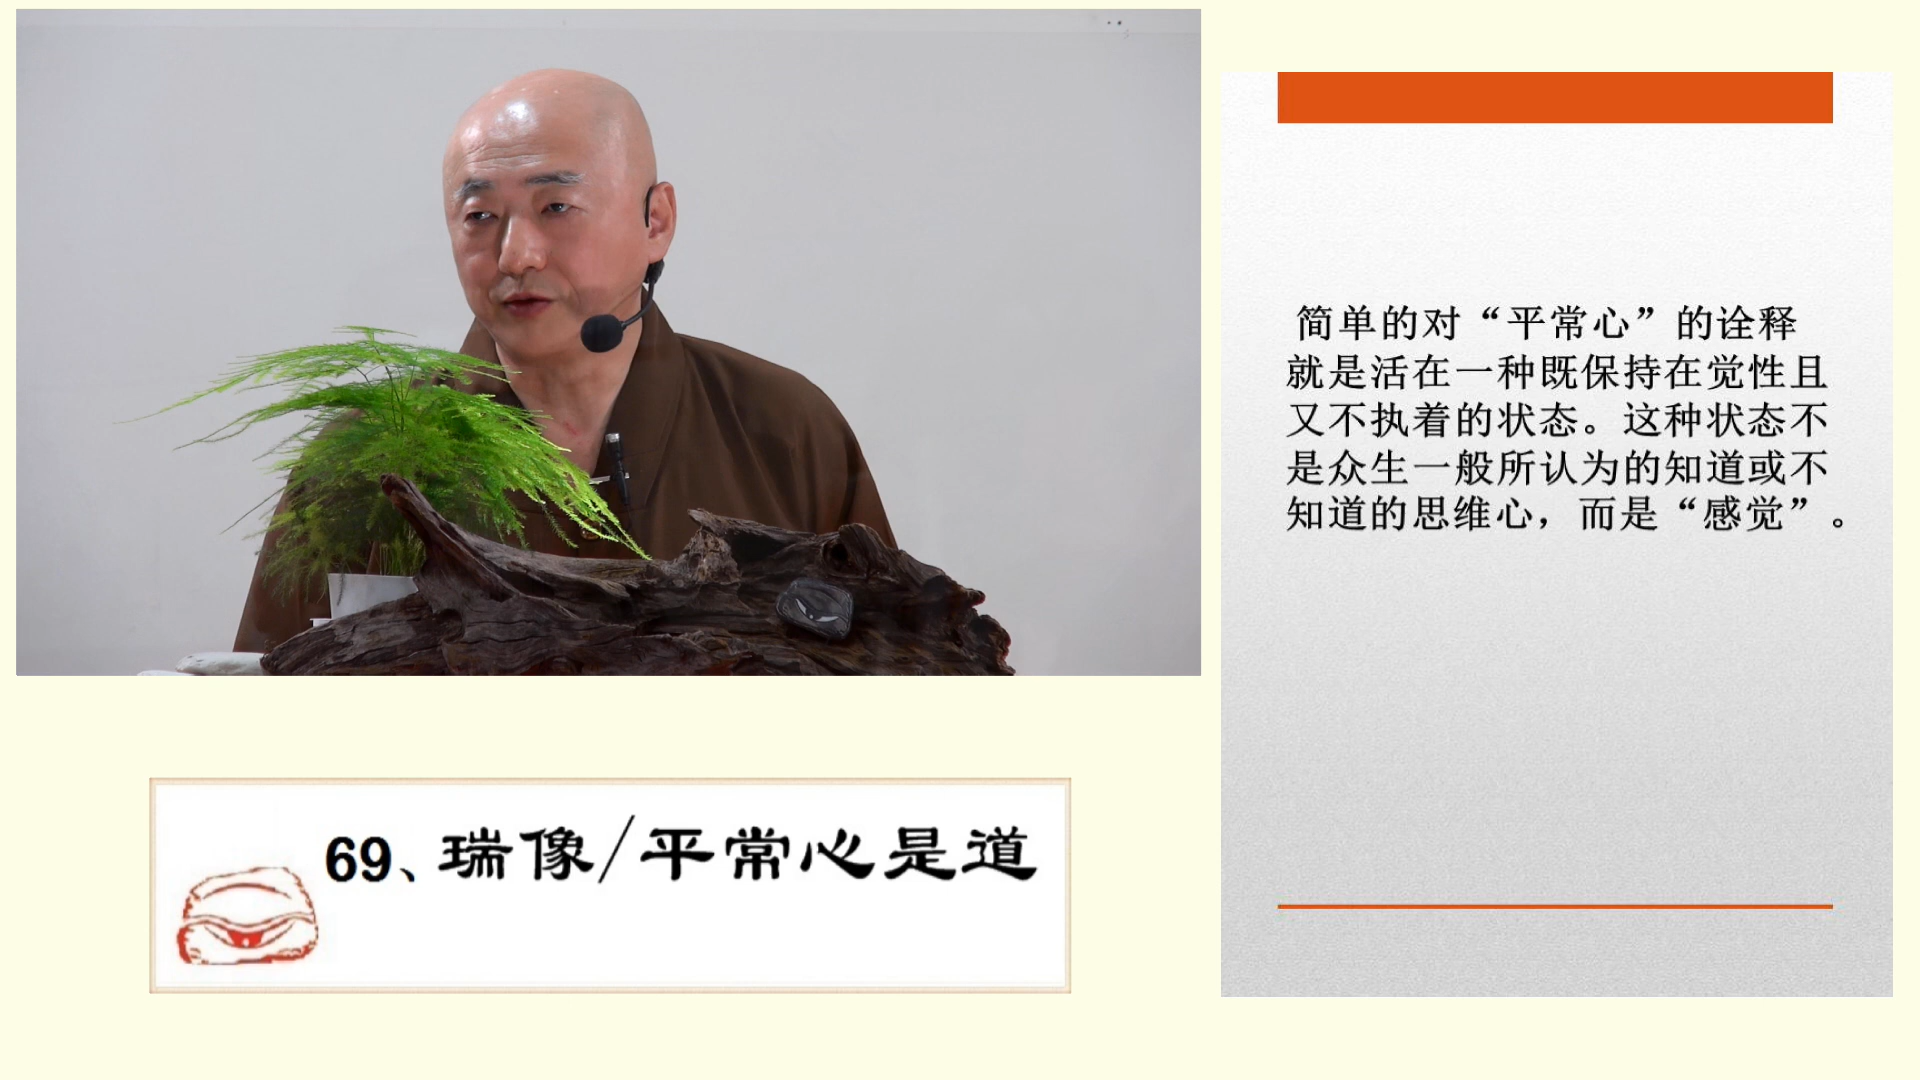 简单的对“平常心”的诠释
就是活在一种既保持在觉性且
又不执着的状态。这种状态不
是众生一般所认为的知道或不
知道的思维心，而是“感觉”。
69、瑞像/平常心是道